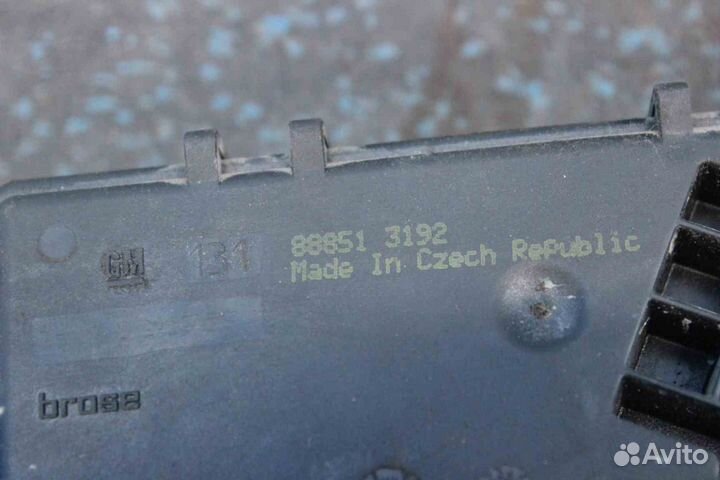 88851 3192
Made In Czech Republic
GM
131
brose
Avito